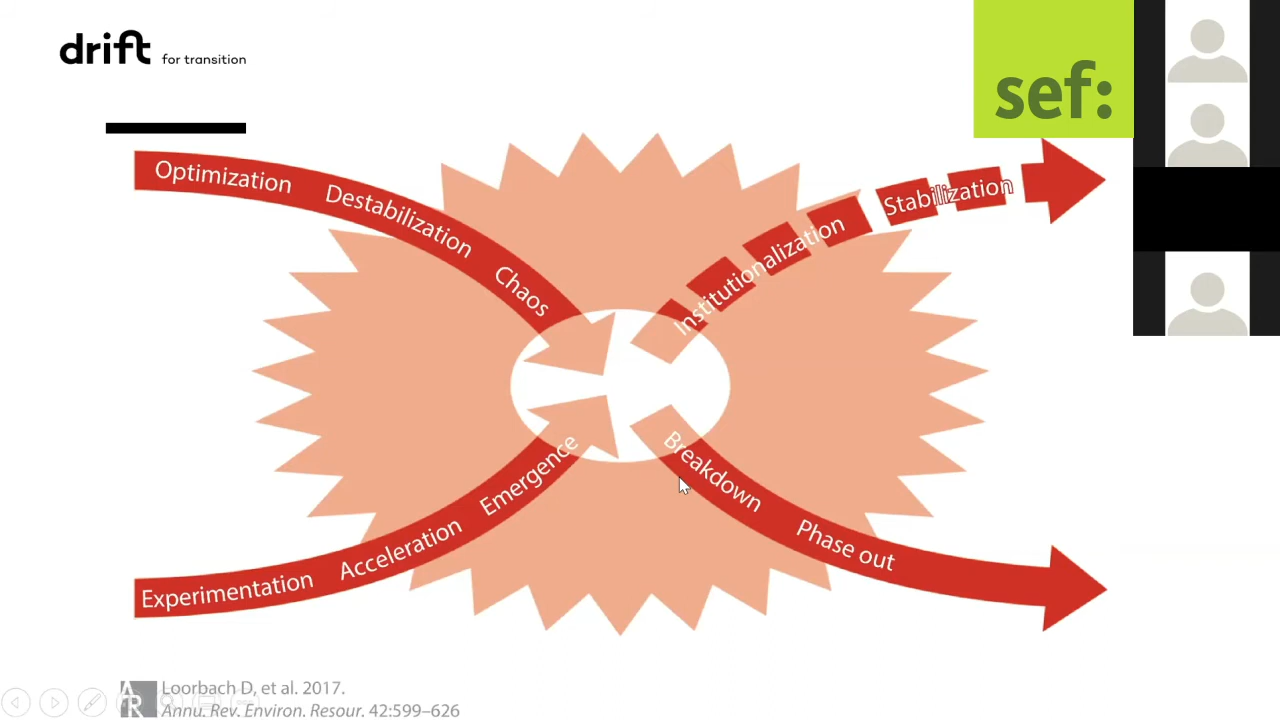 drift for transition
sef:
Optimization Destabilization Chaos
Institutionalization Stabilization
Experimentation Acceleration Emergence
Breakdown Phase out
AR
Loorbach D, et al. 2017.
Annu. Rev. Environ. Resour. 42:599–626